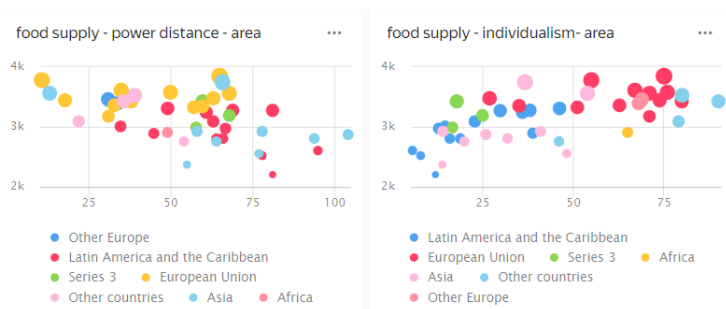 food supply - power distance - area
4k
3k
2k
25
50
75
100
Other Europe
Latin America and the Caribbean
Series 3
European Union
Other countries
Asia
Africa
food supply - individualism- area
4k
3k
2k
25
50
75
Latin America and the Caribbean
European Union
Series 3
Africa
Asia
Other countries
Other Europe